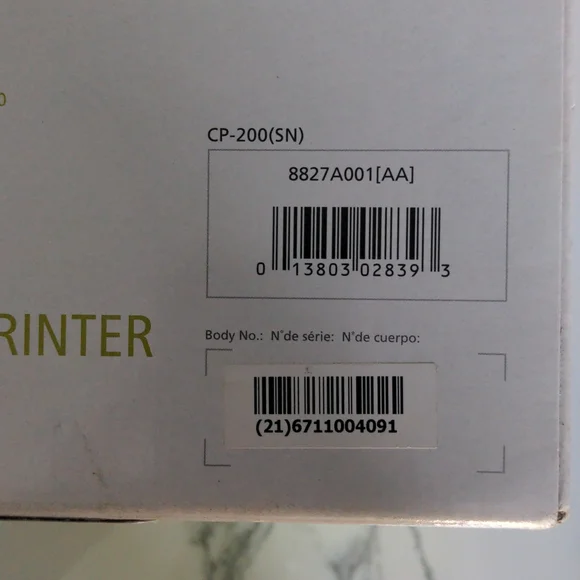 CP-200(SN)
8827A001[AA]
0 13803 02839 3
RINTER
Body No.: N°de série: N°de cuerpo:
(21)6711004091